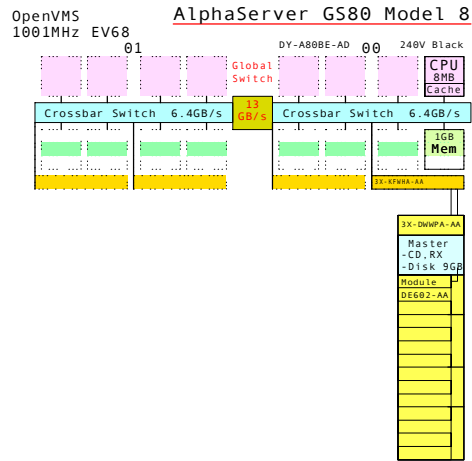 OpenVMS
1001MHz EV68
AlphaServer GS80 Model 8
01
Global
Switch
DY-A80BE-AD
00
240V Black
CPU
8MB
Cache
Crossbar Switch 6.4GB/s
13
GB/s
Crossbar Switch 6.4GB/s
1GB
Mem
3X-KFWHA-AA
3X-DWWPA-AA
Master
-CD.RX
-Disk 9GB
Module
DE602-AA